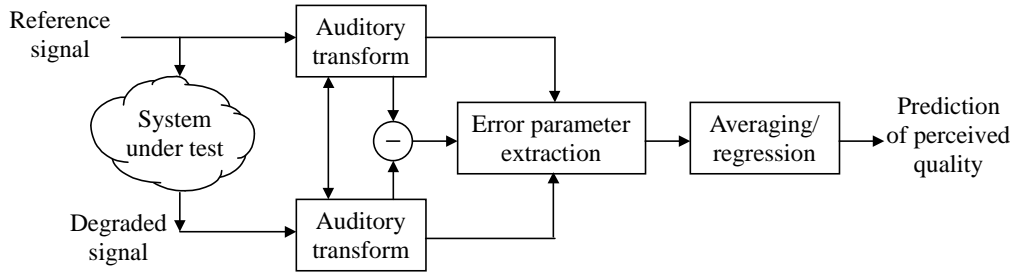 Reference
signal
Auditory
transform
System
under test
−
Error parameter
extraction
Averaging/
regression
Prediction
of perceived
quality
Degraded
signal
Auditory
transform